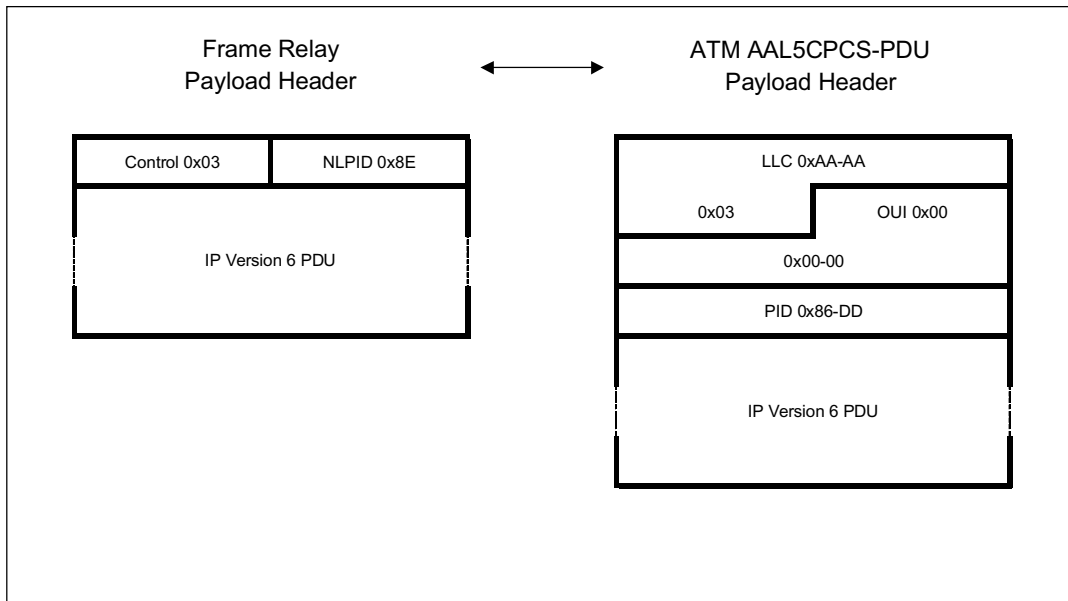 Frame Relay
Payload Header
ATM AAL5CPCS-PDU
Payload Header
Control 0x03
NLPID 0x8E
IP Version 6 PDU
LLC 0xAA-AA
0x03
OUI 0x00
0x00-00
PID 0x86-DD
IP Version 6 PDU